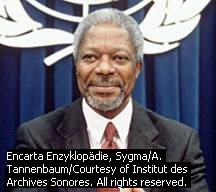 Encarta Enzyklopädie, Sygma/A.
Tannenbaum/Courtesy of Institut des
Archives Sonores. All rights reserved.